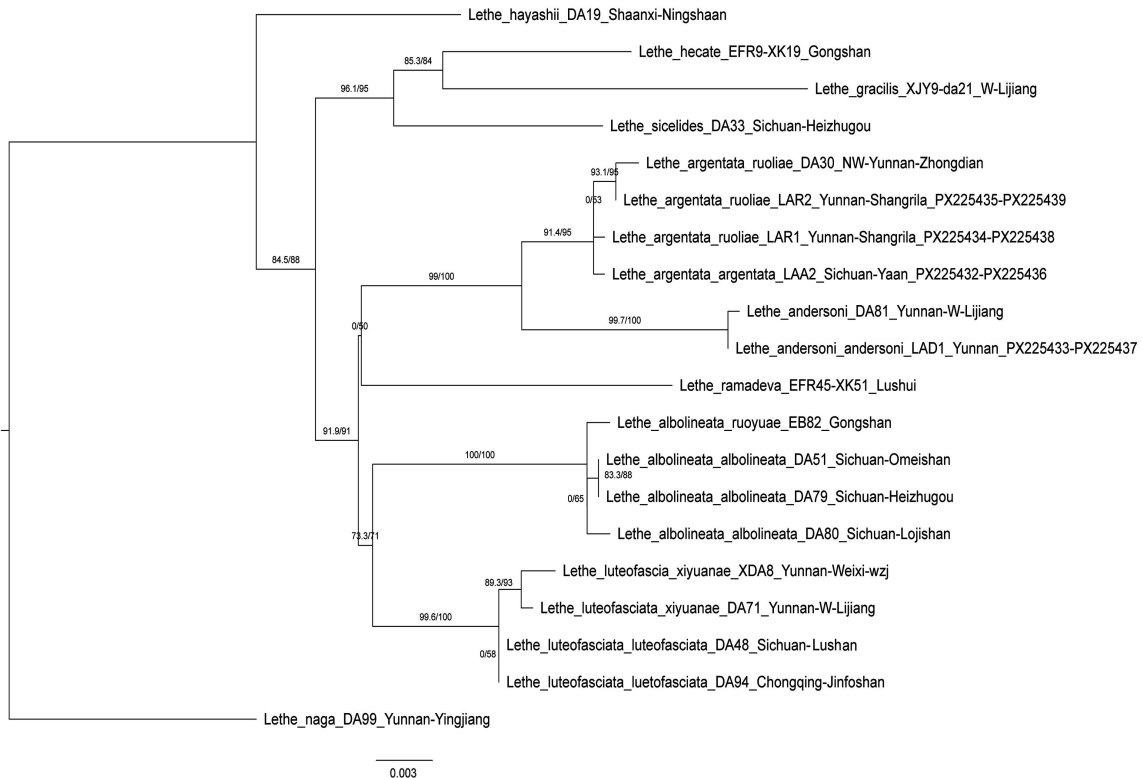 Lethe_hayashii_DA19_Shaanxi-Ningshaan
Lethe_hecate_EFR9-XK19_Gongshan
85.3/84
Lethe_gracilis_XJY9-da21_W-Lijiang
96.1/95
Lethe_sicelides_DA33_Sichuan-Heizhugou
Lethe_argentata_ruoliae_DA30_NW-Yunnan-Zhongdian
93.1/95
Lethe_argentata_ruoliae_LAR2_Yunnan-Shangrila_PX225435-PX225439
0/53
Lethe_argentata_ruoliae_LAR1_Yunnan-Shangrila_PX225434-PX225438
91.4/95
Lethe_argentata_argentata_LAA2_Sichuan-Yaan_PX225432-PX225436
84.5/88
99/100
Lethe_andersoni_DA81_Yunnan-W-Lijiang
99.7/100
0/50
Lethe_andersoni_andersoni_LAD1_Yunnan_PX225433-PX225437
Lethe_ramadeva_EFR45-XK51_Lushui
Lethe_albolineata_ruoyuae_EB82_Gongshan
91.9/91
100/100
Lethe_albolineata_albolineata_DA51_Sichuan-Omeishan
83.3/88
Lethe_albolineata_albolineata_DA79_Sichuan-Heizhugou
0/65
Lethe_albolineata_albolineata_DA80_Sichuan-Lojishan
73.3/71
Lethe_luteofascia_xiyuanae_XDA8_Yunnan-Weixi-wzj
89.3/93
Lethe_luteofasciata_xiyuanae_DA71_Yunnan-W-Lijiang
99.6/100
Lethe_luteofasciata_luteofasciata_DA48_Sichuan-Lushan
0/58
Lethe_luteofasciata_luetofasciata_DA94_Chongqing-Jinfoshan
Lethe_naga_DA99_Yunnan-Yingjiang
0.003